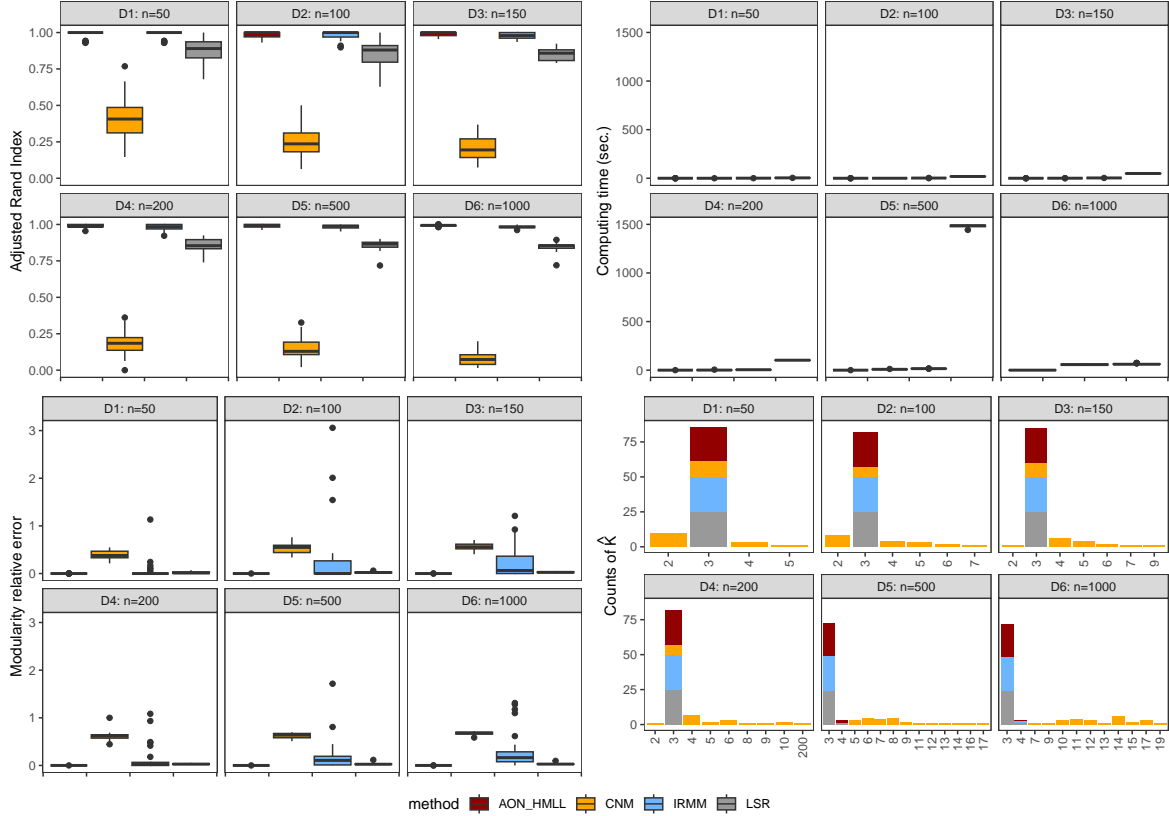 D1: n=50
D2: n=100
D3: n=150
1.00
0.75
0.50
0.25
0.00
D4: n=200
D5: n=500
D6: n=1000
1.00
0.75
0.50
0.25
0.00
Adjusted Rand Index
D1: n=50
D2: n=100
D3: n=150
1500
1000
500
0
D4: n=200
D5: n=500
D6: n=1000
1500
1000
500
0
Computing time (sec.)
D1: n=50
D2: n=100
D3: n=150
3
2
1
0
D4: n=200
D5: n=500
D6: n=1000
3
2
1
0
Modularity relative error
D1: n=50
D2: n=100
D3: n=150
75
50
25
0
2 3 4 5
2 3 4 5 6 7
2 3 4 5 6 7 9
D4: n=200
D5: n=500
D6: n=1000
75
50
25
0
2 3 4 5 6 8 9 10 200
3 4 5 6 7 8 9 11 12 13 14 16 17
3 4 7 9 10 11 12 13 14 15 17 19
Counts of K̂
method AON_HMLL CNM IRMM LSR